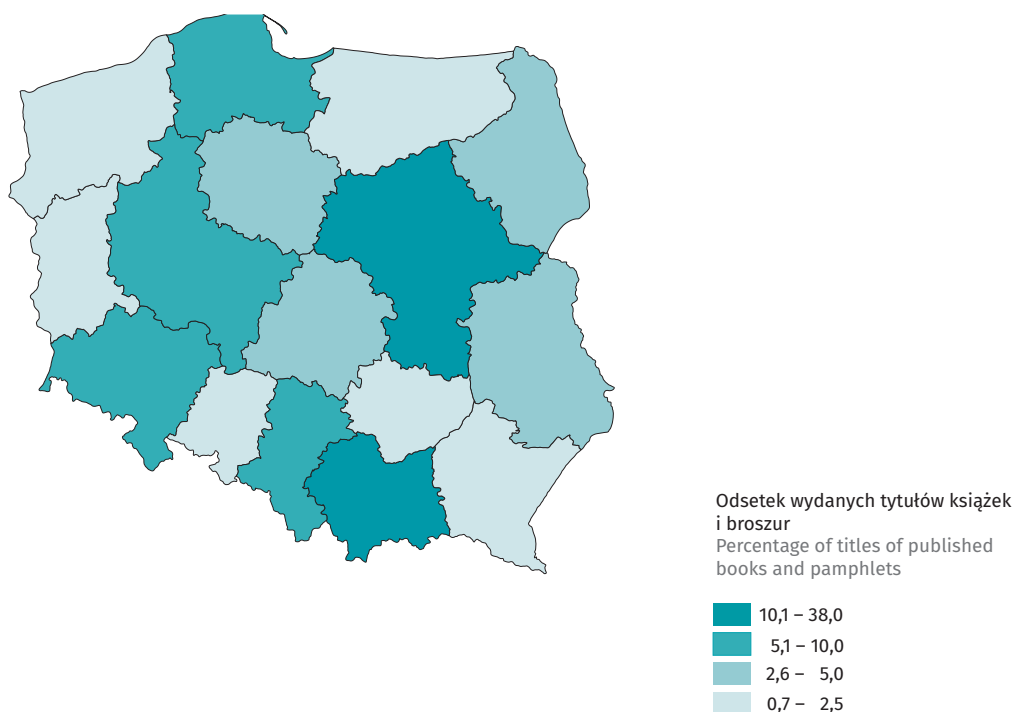 Odsetek wydanych tytułów książek
i broszur
Percentage of titles of published
books and pamphlets
10,1 – 38,0
5,1 – 10,0
2,6 – 5,0
0,7 – 2,5